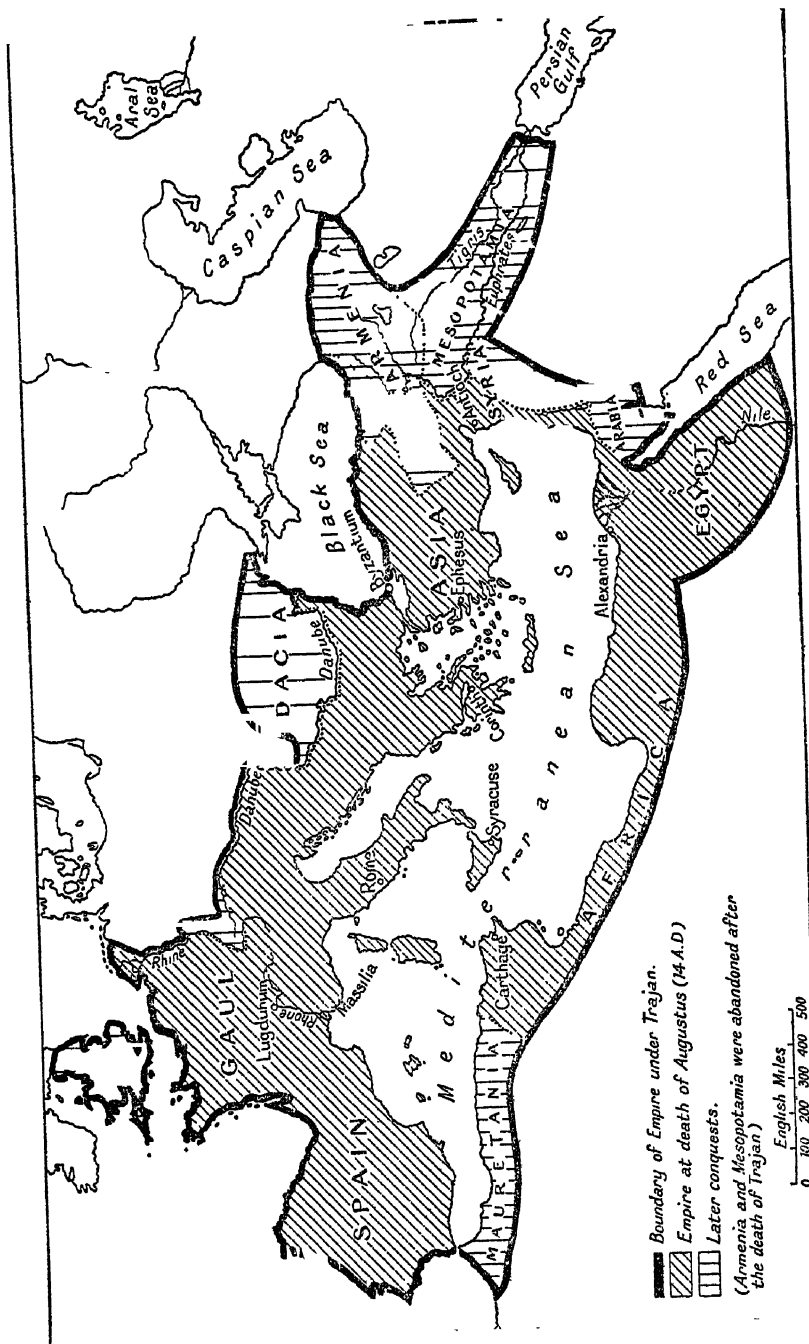 Aral
Sea
Caspian Sea
Persian
Gulf
Black Sea
ARMENIA
Tigris
MESOPOTAMIA
Euphrates
Antioch
SYRIA
ARABIA
Red Sea
Nile
EGYPT
Alexandria
DACIA
Danube
Byzantum
ASIA
Ephesus
Corinth
Danube
Rhine
GAUL
Lugdunum
Rhone
Massilia
Rome
Syracuse
Mediterranean Sea
SPAIN
Carthage
AFRICA
MAURETANIA
Boundary of Empire under Trajan.
Empire at death of Augustus (14 A.D)
Later conquests.
(Armenia and Mesopotamia were abandoned after
the death of Trajan)
English Miles
0 100 200 300 400 500